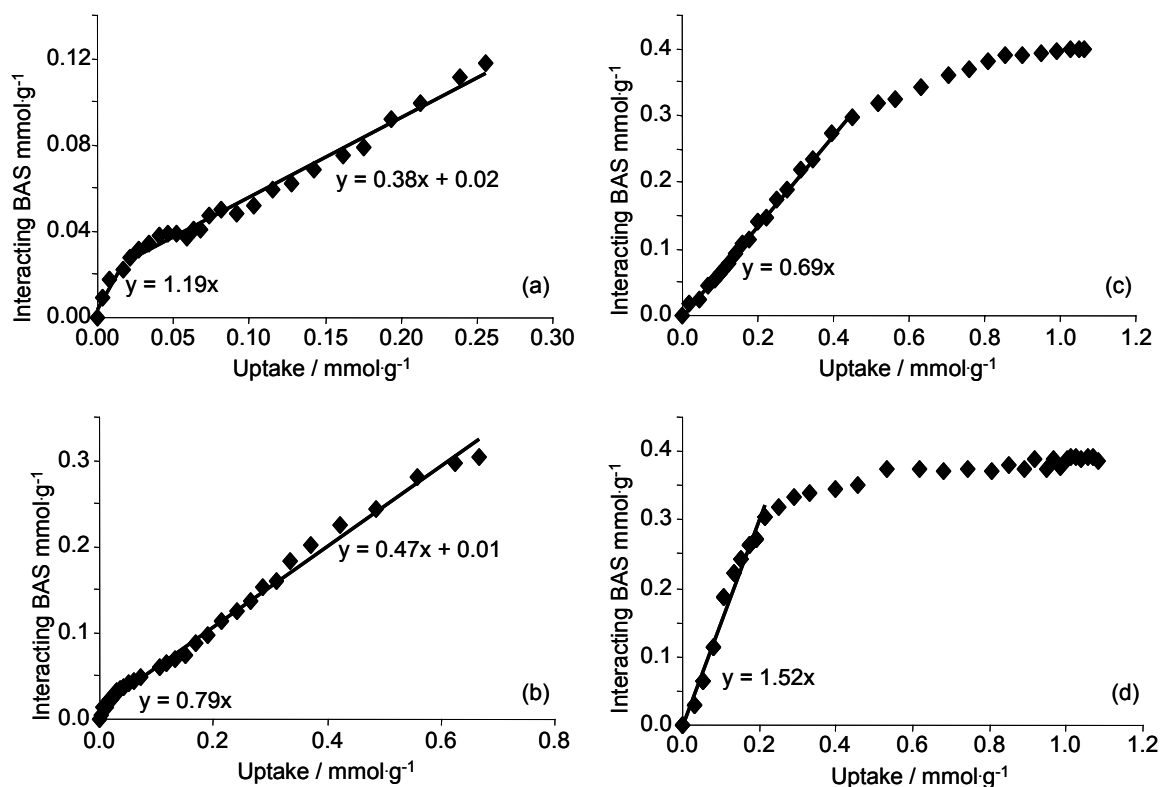 Interacting BAS mmol·g-1
0.12
0.08
0.04
0.00
y = 0.38x + 0.02
y = 1.19x
(a)
0.00 0.05 0.10 0.15 0.20 0.25 0.30
Uptake / mmol·g-1
Interacting BAS mmol·g-1
0.4
0.3
0.2
0.1
0.0
y = 0.69x
(c)
0.0 0.2 0.4 0.6 0.8 1.0 1.2
Uptake / mmol·g-1
Interacting BAS mmol·g-1
0.3
0.2
0.1
0.0
y = 0.47x + 0.01
y = 0.79x
(b)
0.0 0.2 0.4 0.6 0.8
Uptake / mmol·g-1
Interacting BAS mmol·g-1
0.4
0.3
0.2
0.1
0.0
y = 1.52x
(d)
0.0 0.2 0.4 0.6 0.8 1.0 1.2
Uptake / mmol·g-1